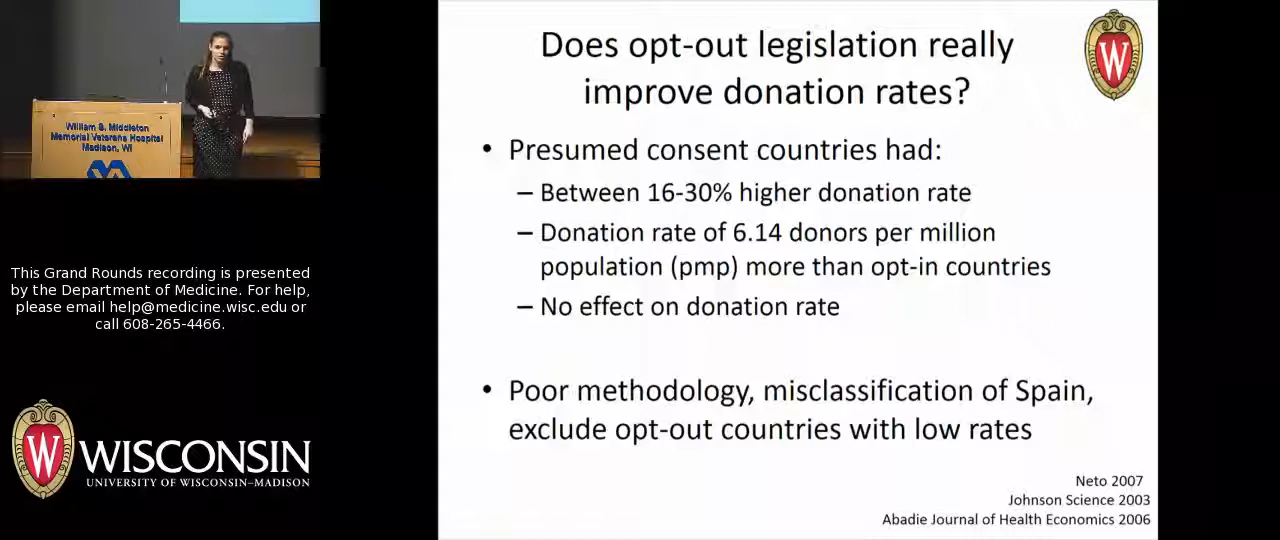 William S. Middleton
Memorial Veterans Hospital
Madison, WI
This Grand Rounds recording is presented
by the Department of Medicine. For help,
please email help@medicine.wisc.edu or
call 608-265-4466.
W WISCONSIN
UNIVERSITY OF WISCONSIN–MADISON
Does opt-out legislation really
improve donation rates?
W
• Presumed consent countries had:
– Between 16-30% higher donation rate
– Donation rate of 6.14 donors per million
population (pmp) more than opt-in countries
– No effect on donation rate
• Poor methodology, misclassification of Spain,
exclude opt-out countries with low rates
Neto 2007
Johnson Science 2003
Abadie Journal of Health Economics 2006